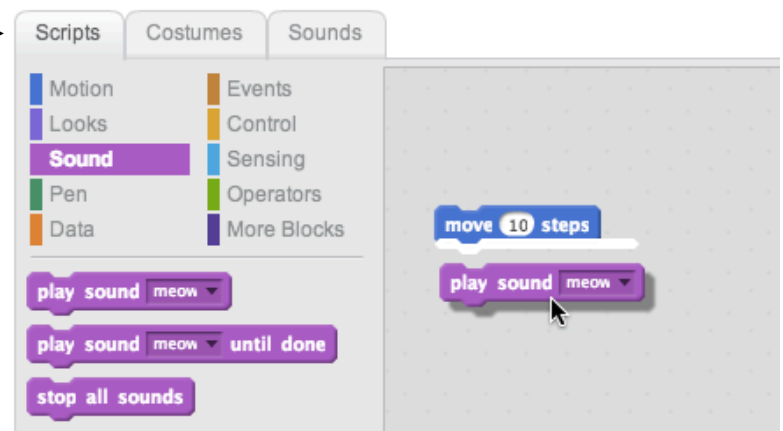 Scripts Costumes Sounds
Motion Events
Looks Control
Sound Sensing
Pen Operators
Data More Blocks
play sound meow
play sound meow until done
stop all sounds
move 10 steps
play sound meow